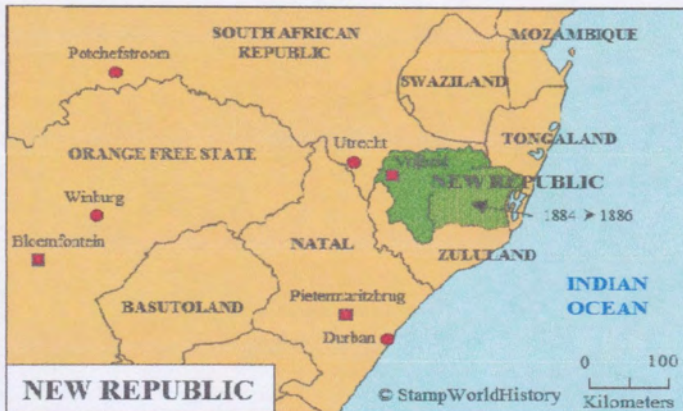 SOUTH AFRICAN
REPUBLIC
MOZAMBIQUE
Potchefstroom
SWAZILAND
TONGALAND
Utrecht
Vryheid
ORANGE FREE STATE
NEW REPUBLIC
1884 ➤ 1886
Winburg
Bloemfontein
NATAL
ZULULAND
BASUTOLAND
Pietermaritzbrug
Durban
INDIAN
OCEAN
0 100
Kilometers
NEW REPUBLIC
© StampWorldHistory